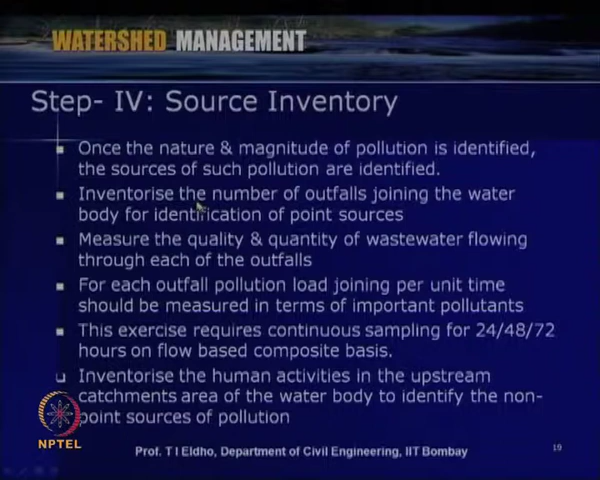 WATERSHED MANAGEMENT
Step- IV: Source Inventory
Once the nature & magnitude of pollution is identified,
the sources of such pollution are identified.
Inventorise the number of outfalls joining the water
body for identification of point sources
Measure the quality & quantity of wastewater flowing
through each of the outfalls
For each outfall pollution load joining per unit time
should be measured in terms of important pollutants
This exercise requires continuous sampling for 24/48/72
hours on flow based composite basis.
Inventorise the human activities in the upstream
catchments area of the water body to identify the non-
point sources of pollution
NPTEL
Prof. T I Eldho, Department of Civil Engineering, IIT Bombay
19